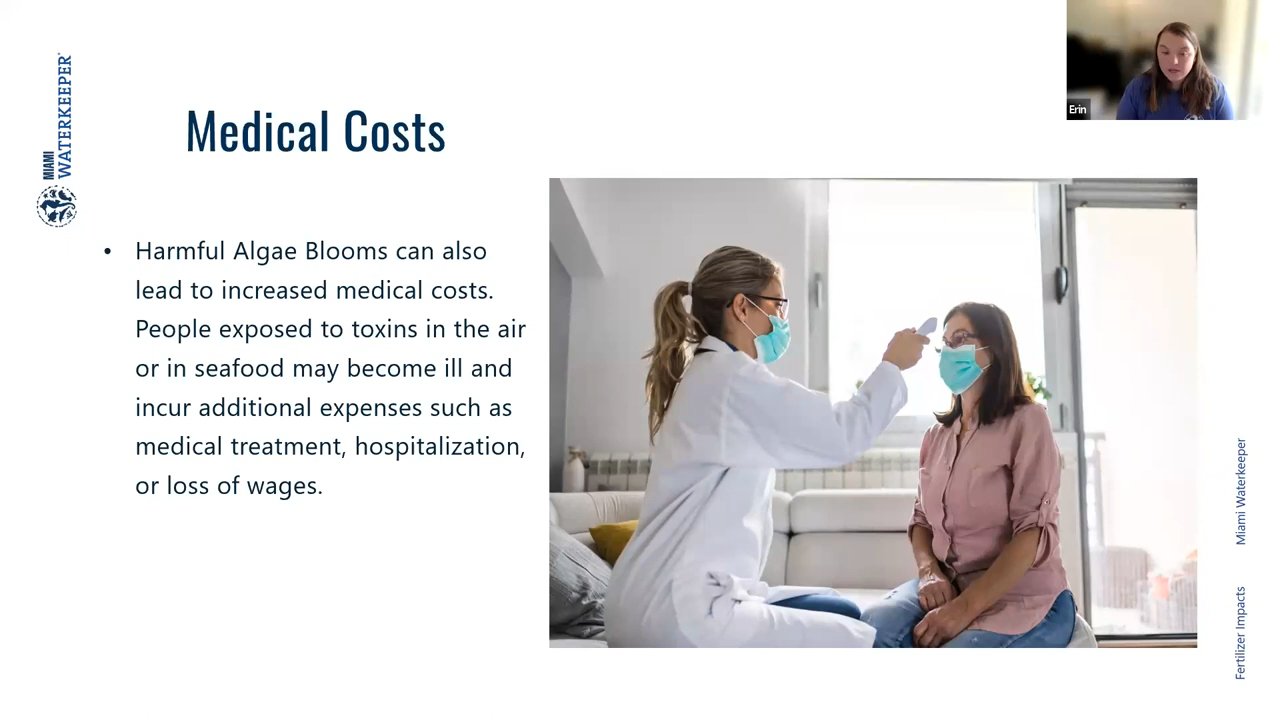 MIAMI
WATERKEEPER
Medical Costs
Erin
• Harmful Algae Blooms can also
lead to increased medical costs.
People exposed to toxins in the air
or in seafood may become ill and
incur additional expenses such as
medical treatment, hospitalization,
or loss of wages.
Fertilizer Impacts
Miami Waterkeeper